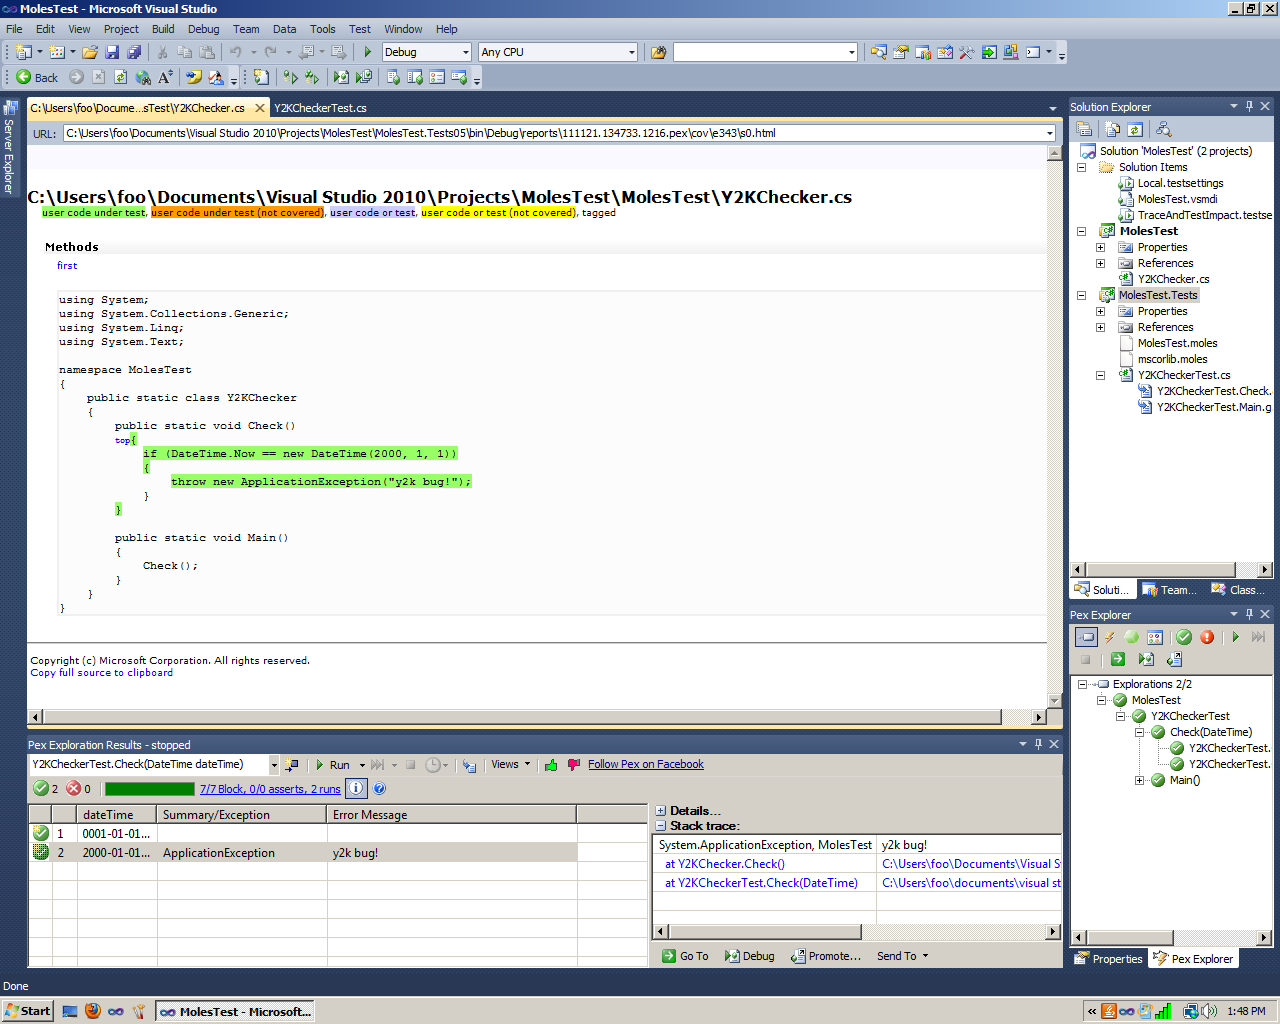 MolesTest - Microsoft Visual Studio
File Edit View Project Build Debug Team Data Tools Test Window Help
Debug Any CPU
Back
Server Explorer
C:\Users\foo\Docume...sTest\Y2KChecker.cs Y2KCheckerTest.cs
URL: C:\Users\foo\Documents\Visual Studio 2010\Projects\MolesTest\MolesTest.Tests05\bin\Debug\reports\111121.134733.1216.pex\cov\e343\s0.html
C:\Users\foo\Documents\Visual Studio 2010\Projects\MolesTest\MolesTest\Y2KChecker.cs
user code under test, user code under test (not covered), user code or test, user code or test (not covered), tagged
Methods
first
using System;
using System.Collections.Generic;
using System.Linq;
using System.Text;
namespace MolesTest
{
public static class Y2KChecker
{
public static void Check()
top{
if (DateTime.Now == new DateTime(2000, 1, 1))
{
throw new ApplicationException("y2k bug!");
}
}
public static void Main()
{
Check();
}
}
}
Copyright (c) Microsoft Corporation. All rights reserved.
Copy full source to clipboard
Solution Explorer
Solution 'MolesTest' (2 projects)
Solution Items
Local.testsettings
MolesTest.vsmdi
TraceAndTestImpact.testse
MolesTest
Properties
References
Y2KChecker.cs
MolesTest.Tests
Properties
References
MolesTest.moles
mscorlib.moles
Y2KCheckerTest.cs
Y2KCheckerTest.Check.
Y2KCheckerTest.Main.g
Soluti... Team... Class...
Pex Explorer
Explorations 2/2
MolesTest
Y2KCheckerTest
Check(DateTime)
Y2KCheckerTest.
Y2KCheckerTest.
Main()
Properties Pex Explorer
Pex Exploration Results - stopped
Y2KCheckerTest.Check(DateTime dateTime) Run Views Follow Pex on Facebook
2 0 7/7 Block, 0/0 asserts, 2 runs
dateTime Summary/Exception Error Message
1 0001-01-01...
2 2000-01-01... ApplicationException y2k bug!
Details...
Stack trace:
System.ApplicationException, MolesTest y2k bug!
at Y2KChecker.Check() C:\Users\foo\Documents\Visual S
at Y2KCheckerTest.Check(DateTime) C:\Users\foo\documents\visual st
Go To Debug Promote... Send To
Done
Start MolesTest - Microsoft... « 1:48 PM